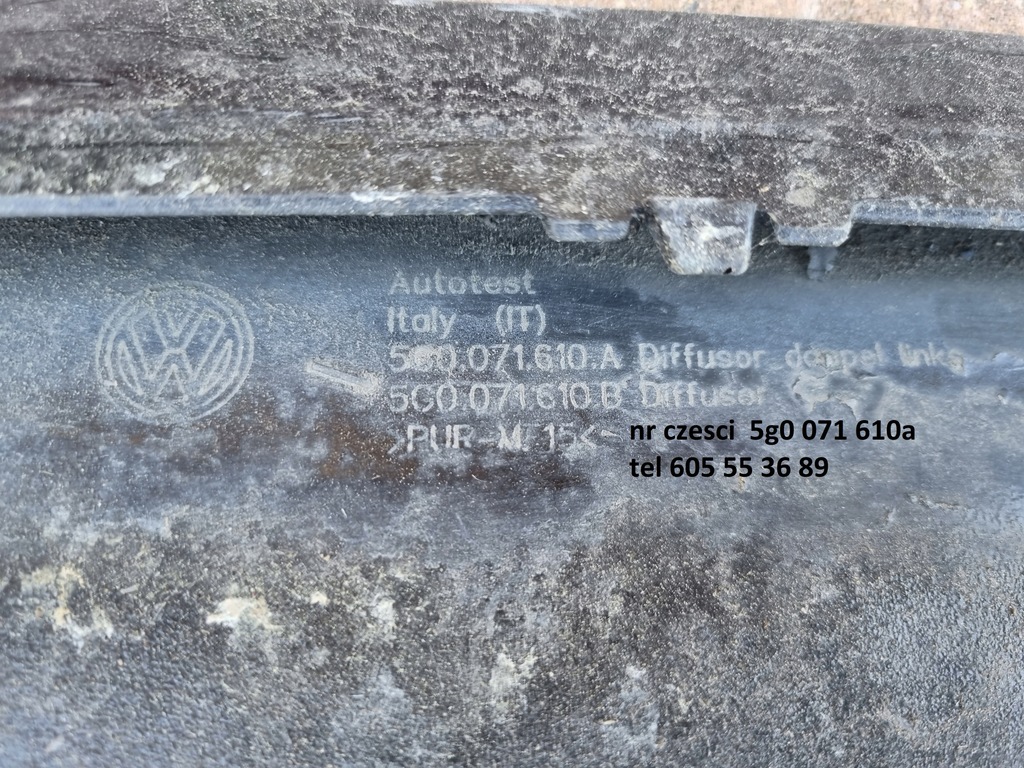 Autotest
Italy (IT)
5G0.071.610.A Diffusor doppel links
5G0.071.610.B Diffusor
>PUR-M 15<
nr czesci 5g0 071 610a
tel 605 55 36 89